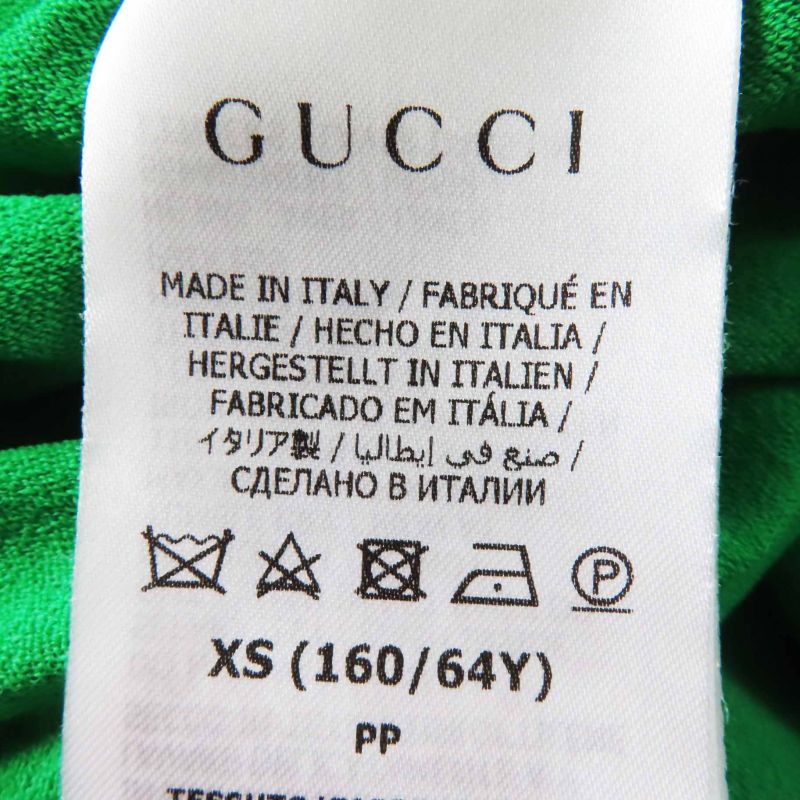 GUCCI
MADE IN ITALY / FABRIQUÉ EN
ITALIE / HECHO EN ITALIA /
HERGESTELLT IN ITALIEN /
FABRICADO EM ITÁLIA /
イタリア製 / صنع في إيطاليا /
СДЕЛАНО В ИТАЛИИ
P
XS (160/64Y)
PP